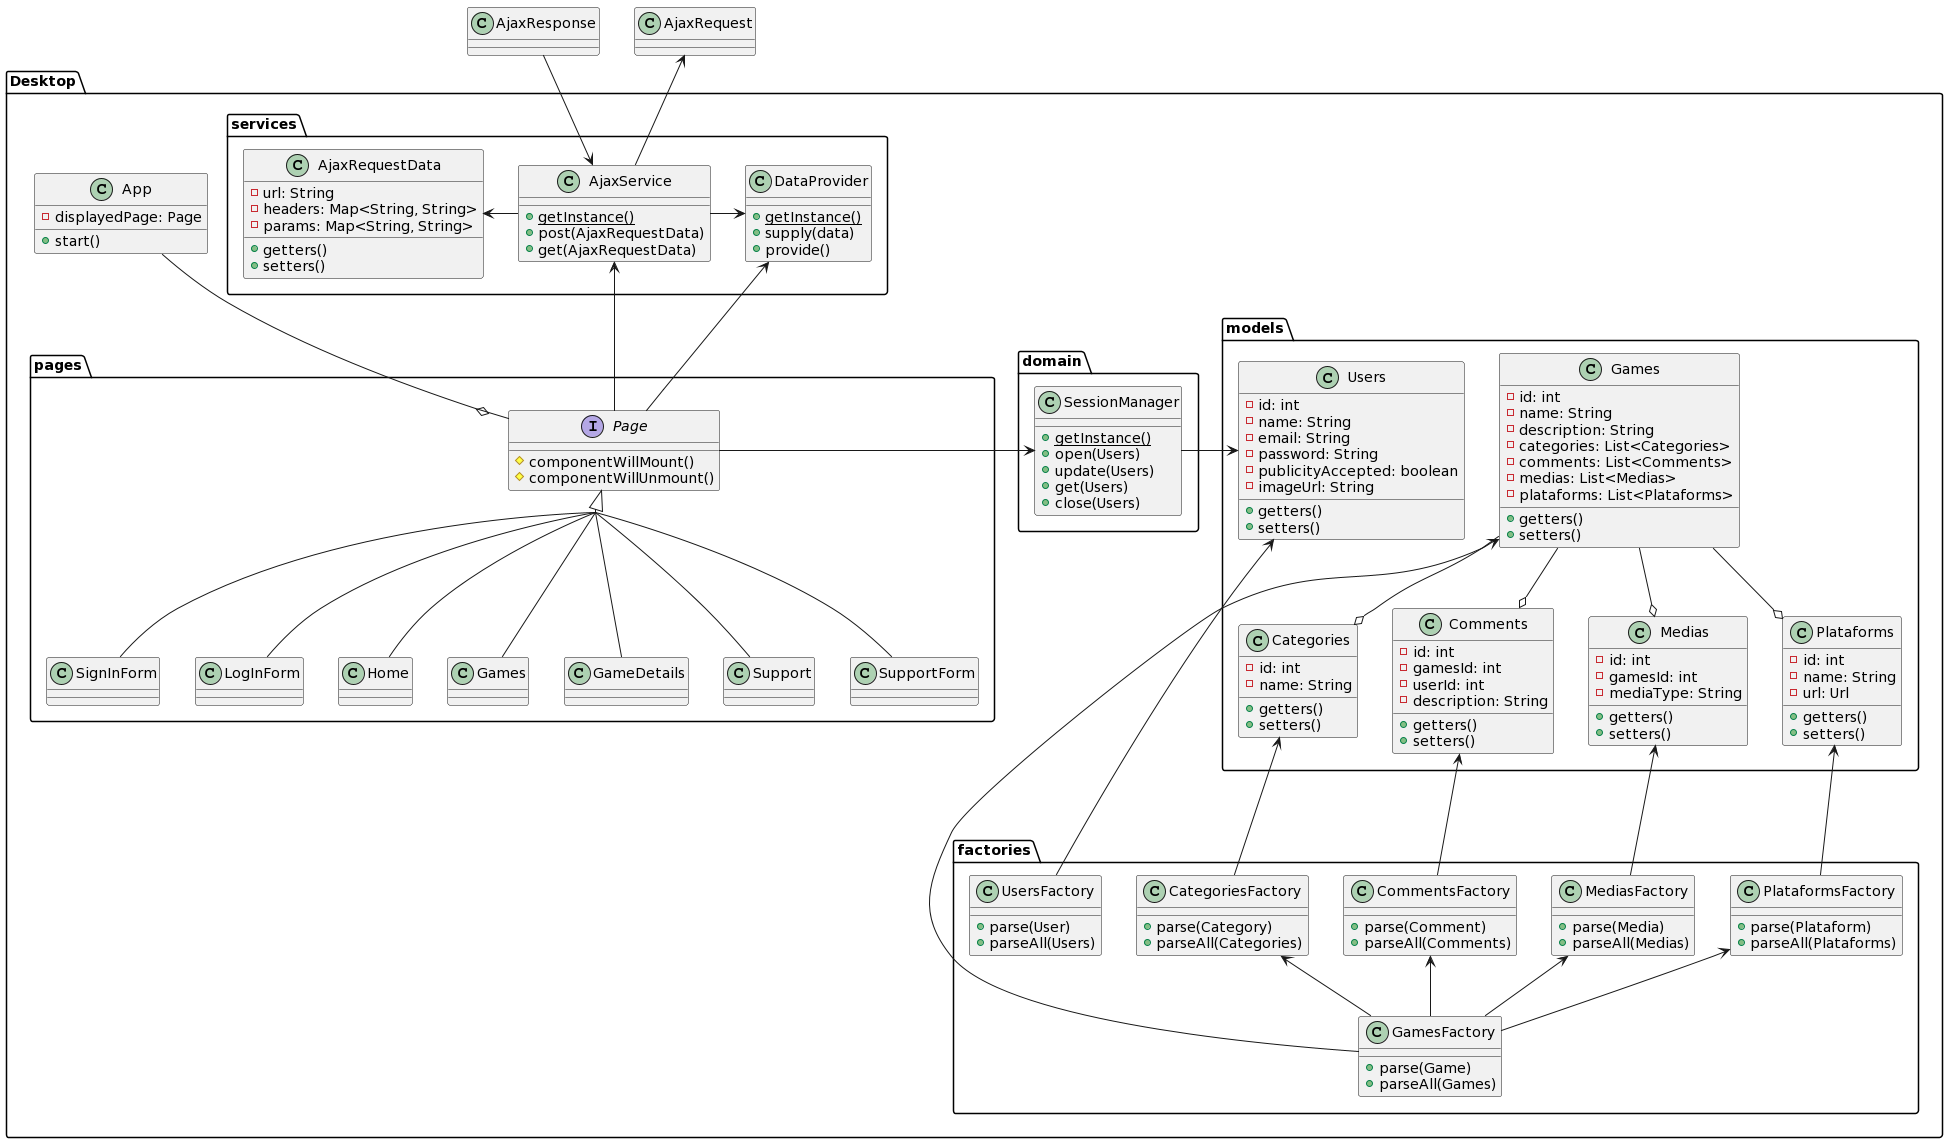 C AjaxResponse
C AjaxRequest
Desktop
services
C App
displayedPage: Page
start()
C AjaxRequestData
url: String
headers: Map<String, String>
params: Map<String, String>
getters()
setters()
C AjaxService
getInstance()
post(AjaxRequestData)
get(AjaxRequestData)
C DataProvider
getInstance()
supply(data)
provide()
pages
I Page
componentWillMount()
componentWillUnmount()
C SignInForm
C LogInForm
C Home
C Games
C GameDetails
C Support
C SupportForm
domain
C SessionManager
getInstance()
open(Users)
update(Users)
get(Users)
close(Users)
models
C Users
id: int
name: String
email: String
password: String
publicityAccepted: boolean
imageUrl: String
getters()
setters()
C Games
id: int
name: String
description: String
categories: List<Categories>
comments: List<Comments>
medias: List<Medias>
plataforms: List<Plataforms>
getters()
setters()
C Categories
id: int
name: String
getters()
setters()
C Comments
id: int
gamesId: int
userId: int
description: String
getters()
setters()
C Medias
id: int
gamesId: int
mediaType: String
getters()
setters()
C Plataforms
id: int
name: String
url: Url
getters()
setters()
factories
C UsersFactory
parse(User)
parseAll(Users)
C CategoriesFactory
parse(Category)
parseAll(Categories)
C CommentsFactory
parse(Comment)
parseAll(Comments)
C MediasFactory
parse(Media)
parseAll(Medias)
C PlataformsFactory
parse(Plataform)
parseAll(Plataforms)
C GamesFactory
parse(Game)
parseAll(Games)